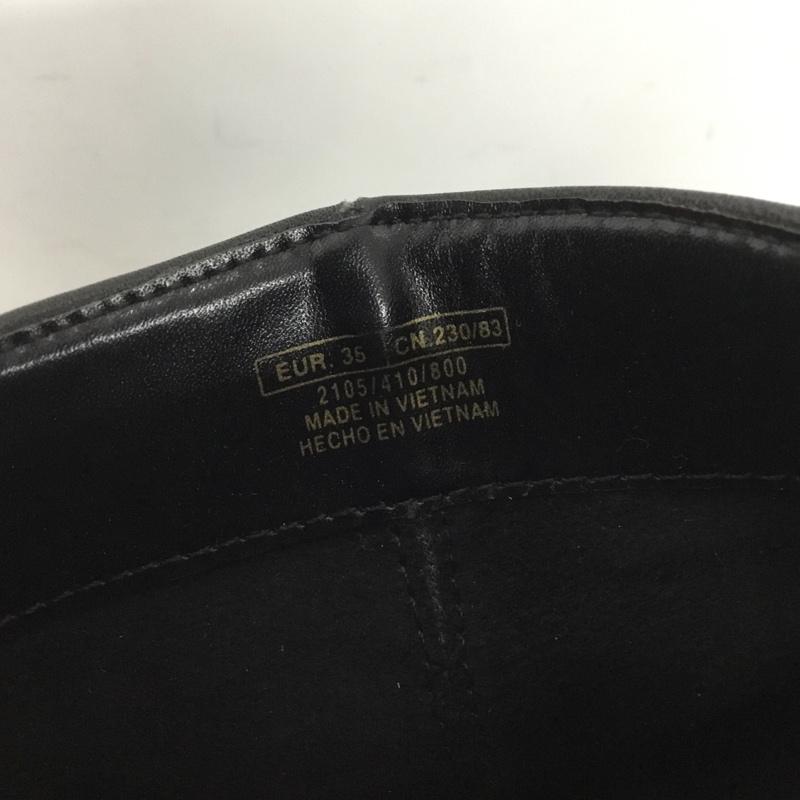 EUR. 35 CN.230/83
2105/410/800
MADE IN VIETNAM
HECHO EN VIETNAM